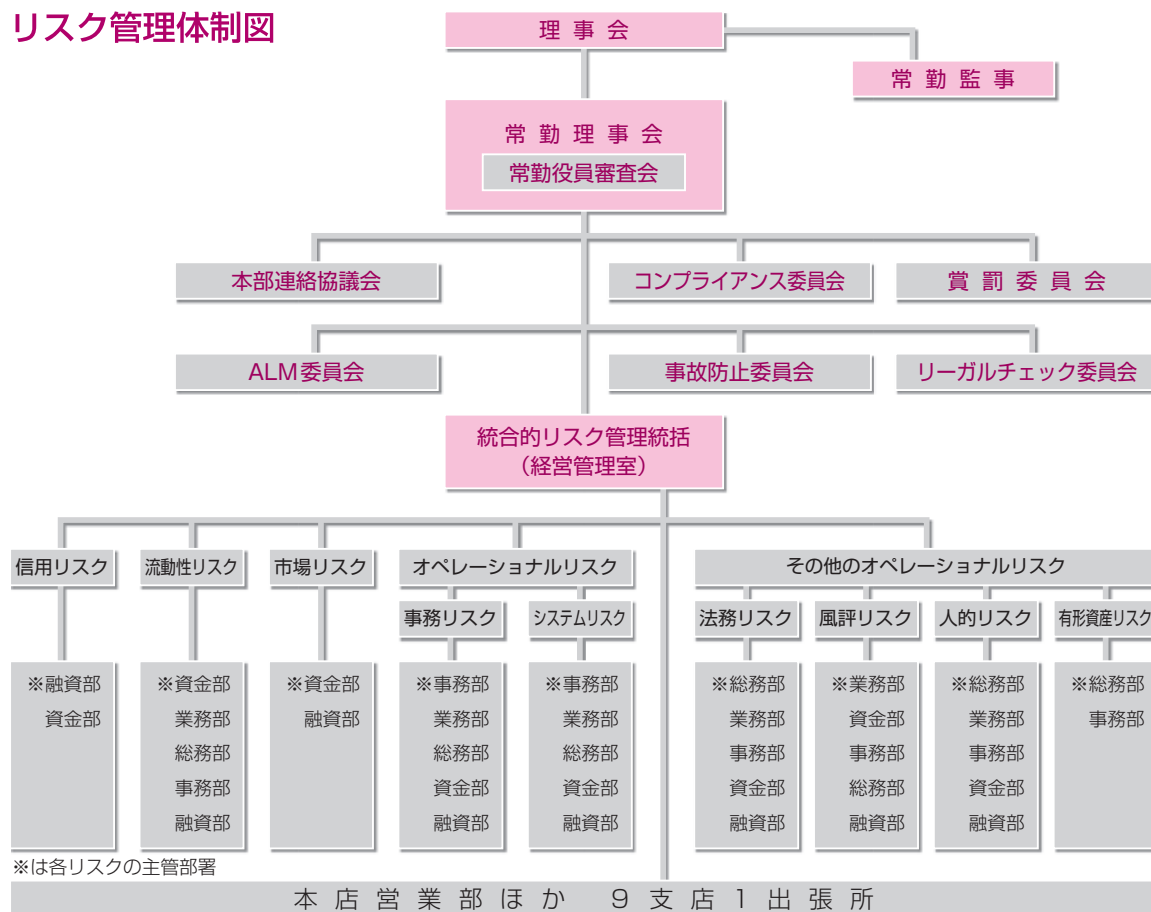 リスク管理体制図
理事会
常勤監事
常勤理事会
常勤役員審査会
本部連絡協議会
コンプライアンス委員会
賞罰委員会
ALM委員会
事故防止委員会
リーガルチェック委員会
統合的リスク管理統括
（経営管理室）
信用リスク
流動性リスク
市場リスク
オペレーショナルリスク
その他のオペレーショナルリスク
事務リスク
システムリスク
法務リスク
風評リスク
人的リスク
有形資産リスク
※融資部
資金部
※資金部
業務部
総務部
事務部
融資部
※資金部
融資部
※事務部
業務部
総務部
資金部
融資部
※事務部
業務部
総務部
資金部
融資部
※総務部
業務部
事務部
資金部
融資部
※業務部
資金部
事務部
総務部
融資部
※総務部
業務部
事務部
資金部
融資部
※総務部
事務部
※は各リスクの主管部署
本店営業部ほか 9支店1出張所